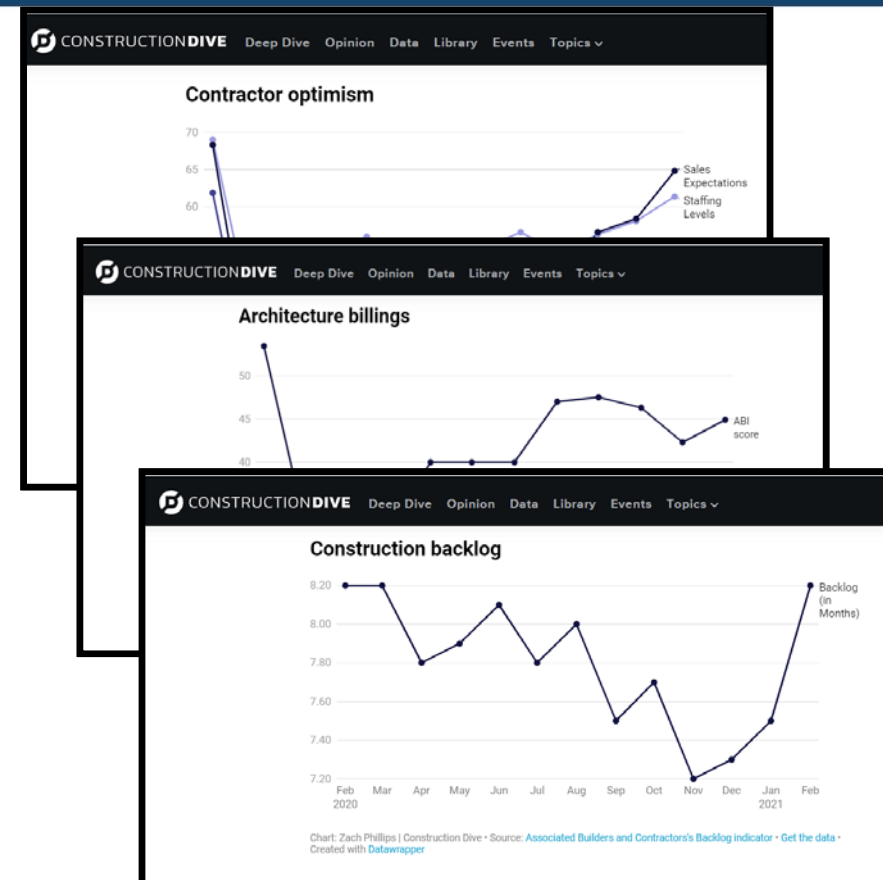 CONSTRUCTIONDIVE Deep Dive Opinion Data Library Events Topics
Contractor optimism
70
65
60
Sales
Expectations
Staffing
Levels
CONSTRUCTIONDIVE Deep Dive Opinion Data Library Events Topics
Architecture billings
50
45
40
ABI
score
CONSTRUCTIONDIVE Deep Dive Opinion Data Library Events Topics
Construction backlog
8.20
8.00
7.80
7.60
7.40
7.20
Backlog
(in
Months)
Feb Mar Apr May Jun Jul Aug Sep Oct Nov Dec Jan Feb
2020 2021
Chart: Zach Phillips | Construction Dive • Source: Associated Builders and Contractors's Backlog indicator • Get the data •
Created with Datawrapper